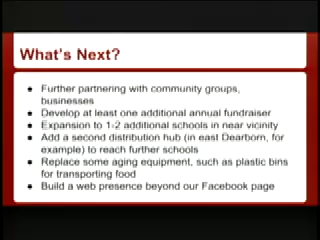 What's Next?
● Further partnering with community groups,
businesses
● Develop at least one additional annual fundraiser
● Expansion to 1-2 additional schools in near vicinity
● Add a second distribution hub (in east Dearborn, for
example) to reach further schools
● Replace some aging equipment, such as plastic bins
for transporting food
● Build a web presence beyond our Facebook page